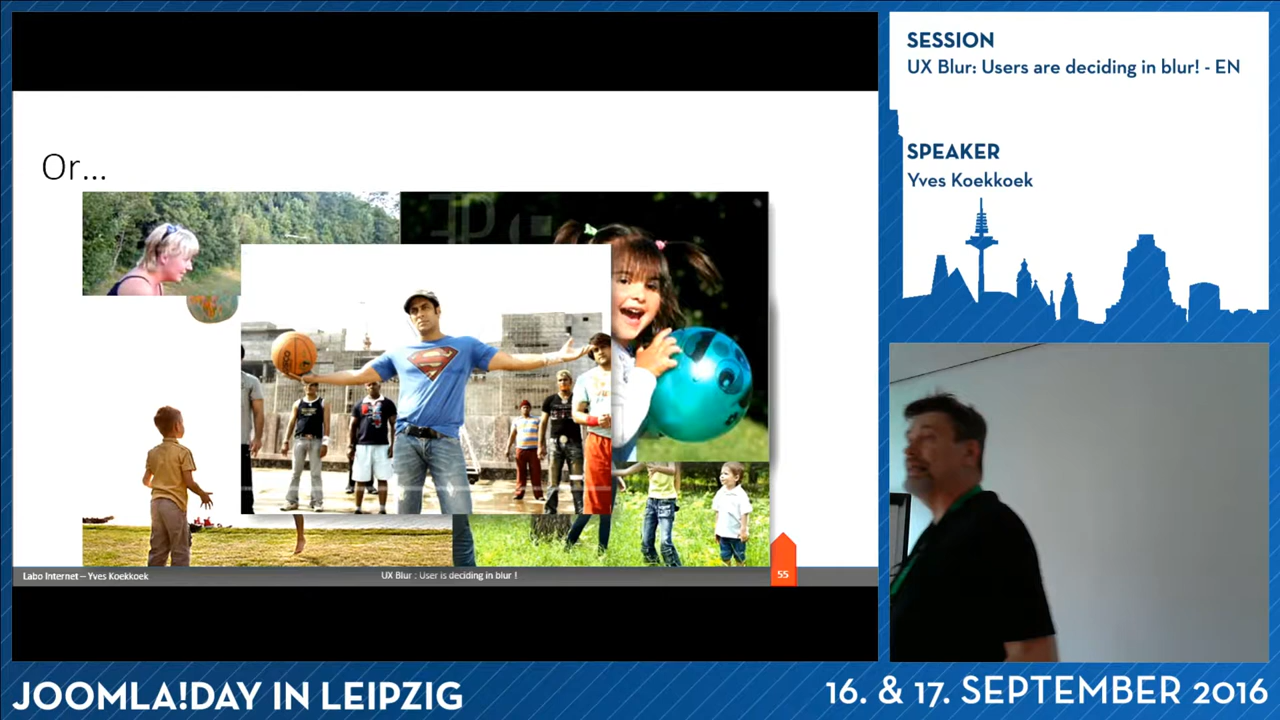 SESSION
UX Blur: Users are deciding in blur! - EN
SPEAKER
Yves Koekkoek
Or...
Labo Internet – Yves Koekkoek
UX Blur : User is deciding in blur !
55
JOOMLA!DAY IN LEIPZIG
16. & 17. SEPTEMBER 2016